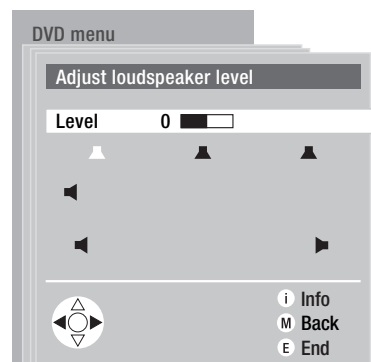 DVD menu
Adjust loudspeaker level
Level 0
i Info
M Back
E End